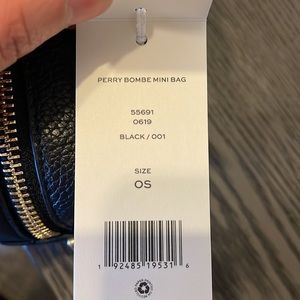 PERRY BOMBE MINI BAG
55691
0619
BLACK / 001
SIZE
OS
1 92485 19531 6